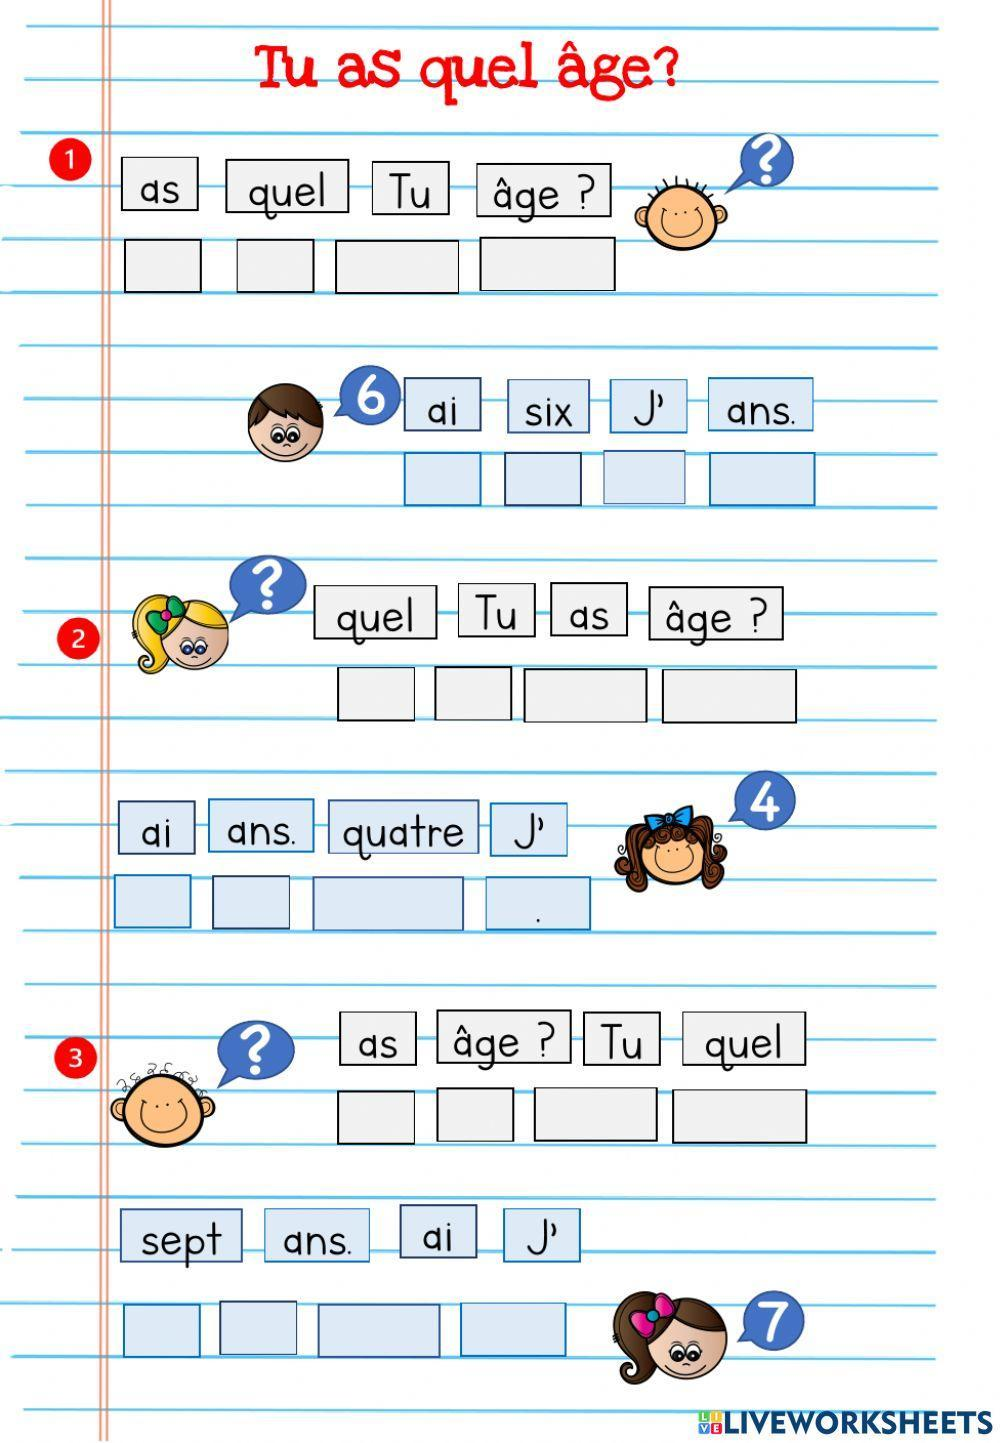 Tu as quel âge?
1
as quel Tu âge ?
?
6
ai six J' ans.
?
2
quel Tu as âge ?
4
ai ans. quatre J'
.
3
?
as âge ? Tu quel
sept ans. ai J'
7
LIVE LIVEWORKSHEETS